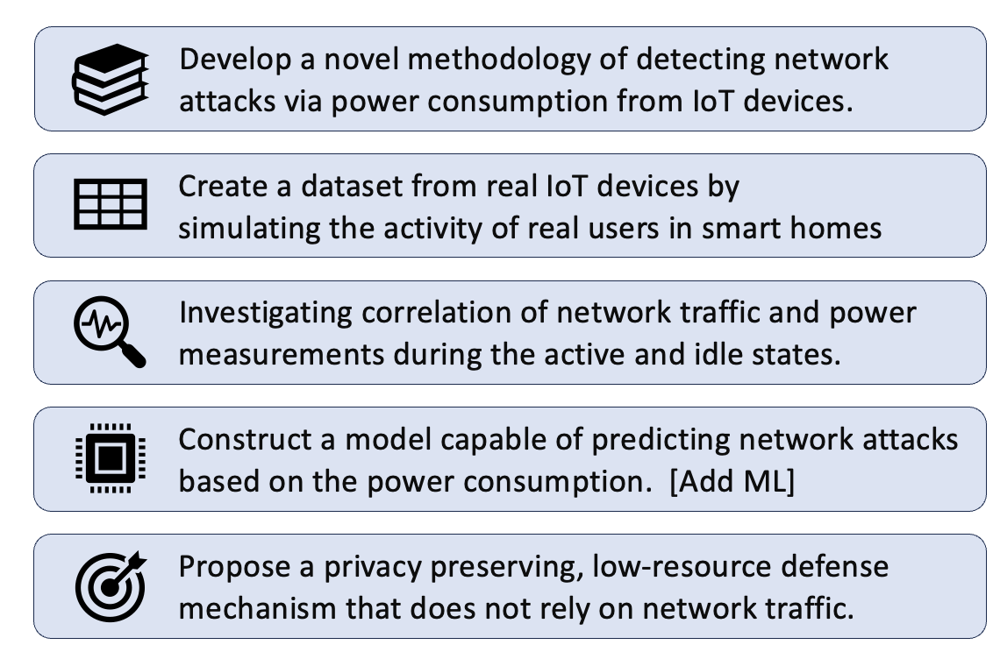 Develop a novel methodology of detecting network
attacks via power consumption from IoT devices.
Create a dataset from real IoT devices by
simulating the activity of real users in smart homes
Investigating correlation of network traffic and power
measurements during the active and idle states.
Construct a model capable of predicting network attacks
based on the power consumption.  [Add ML]
Propose a privacy preserving, low-resource defense
mechanism that does not rely on network traffic.